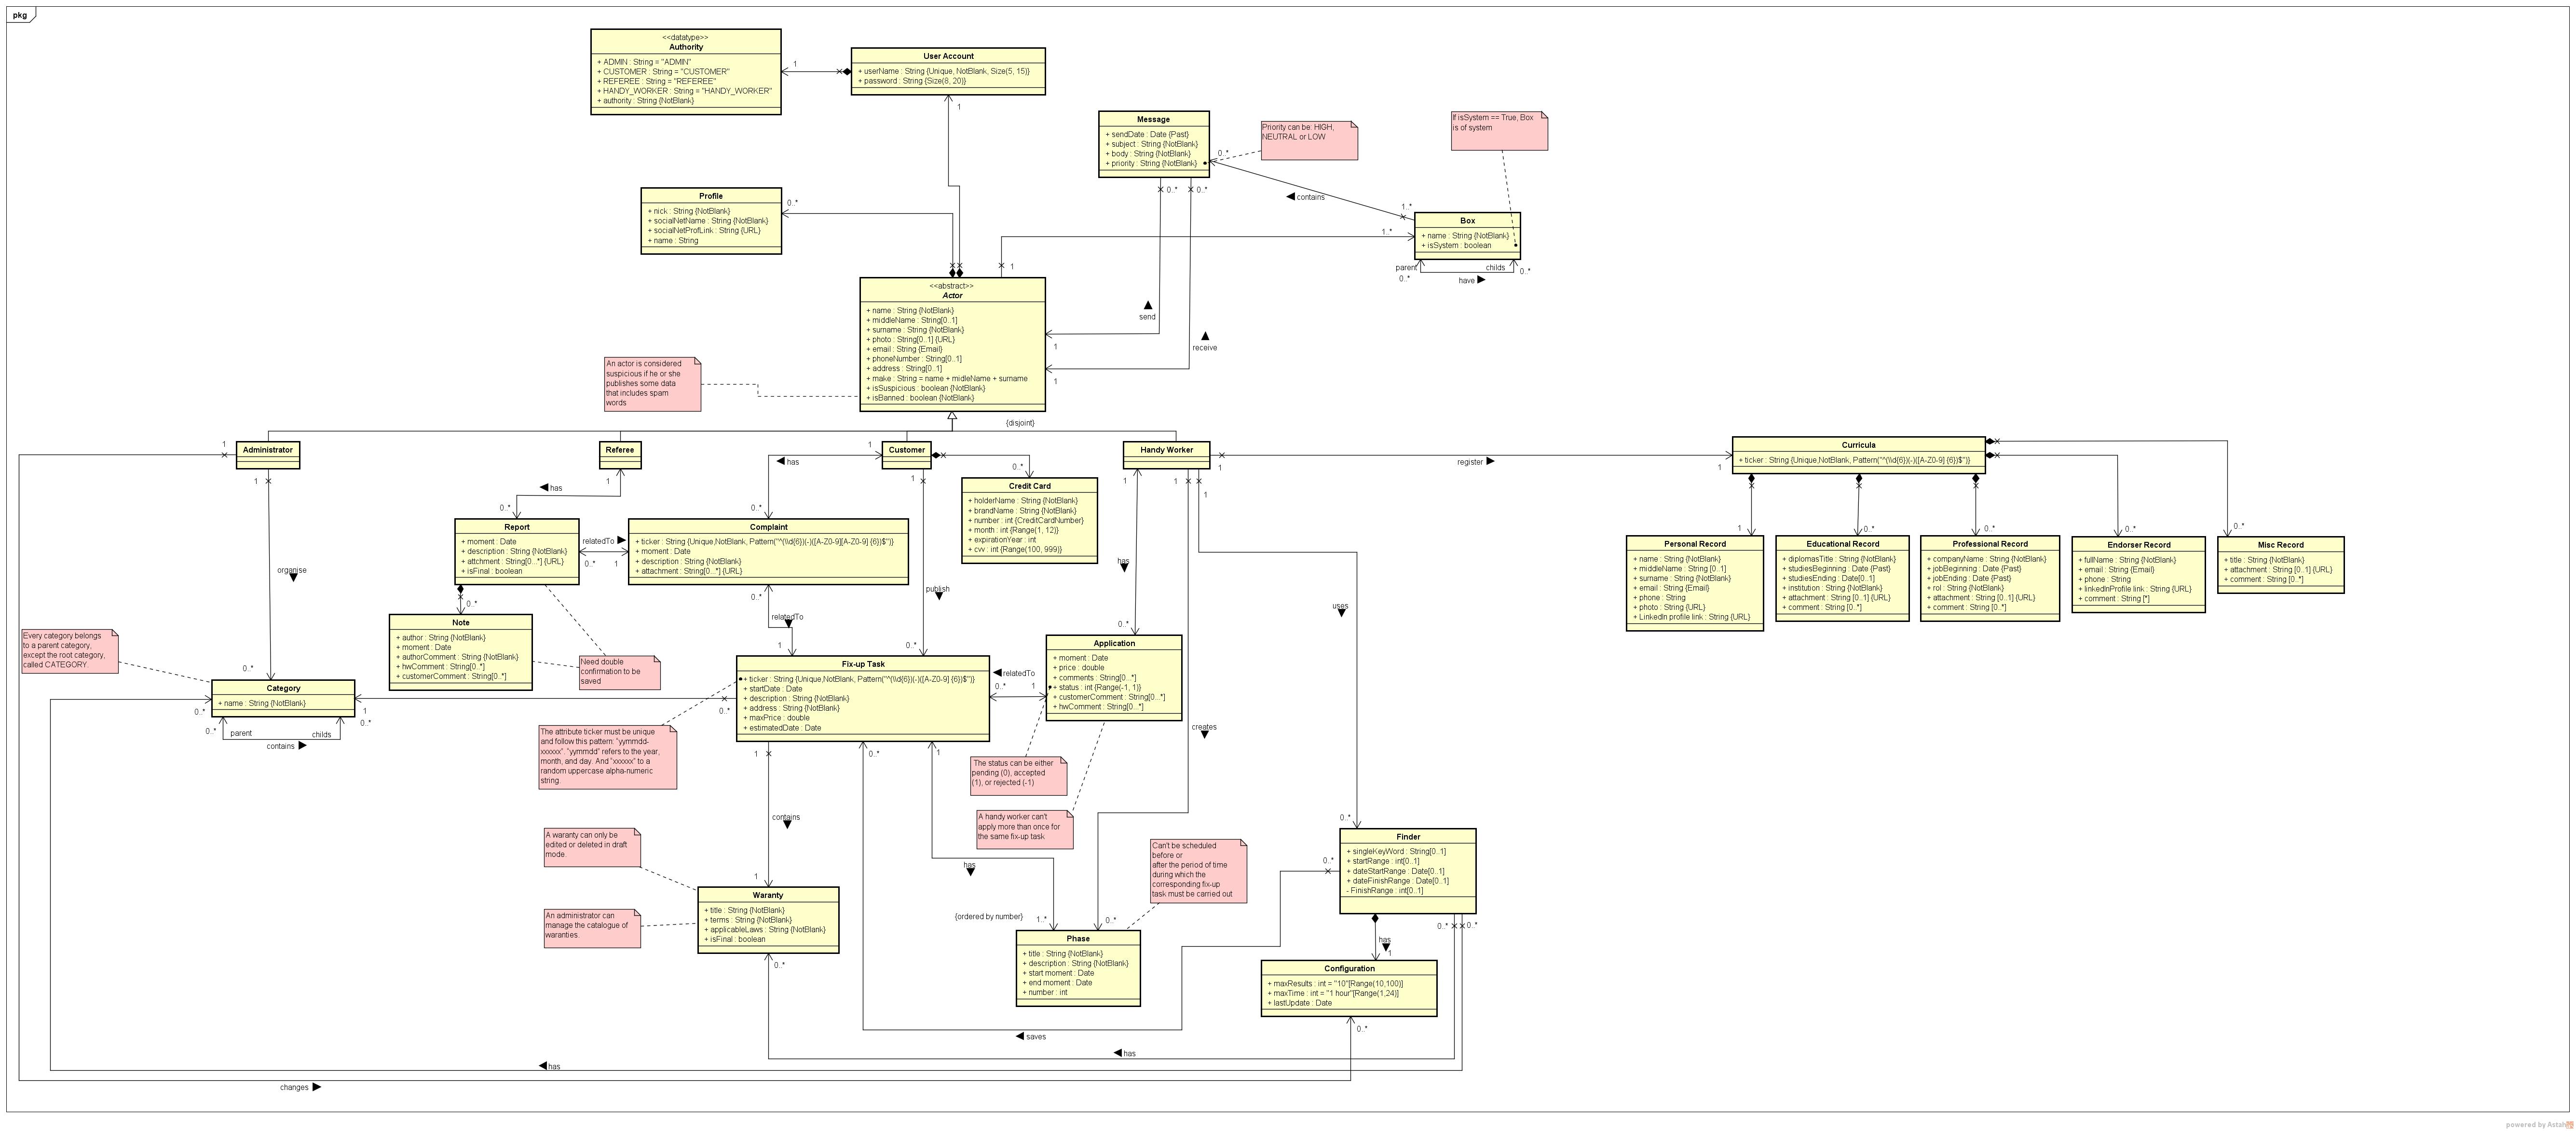 pkg
<<datatype>>
Authority
+ ADMIN : String = "ADMIN"
+ CUSTOMER : String = "CUSTOMER"
+ REFEREE : String = "REFEREE"
+ HANDY_WORKER : String = "HANDY_WORKER"
+ authority : String {NotBlank}
1
User Account
+ userName : String {Unique, NotBlank, Size(5, 15)}
+ password : String {Size(8, 20)}
1
Message
+ sendDate : Date {Past}
+ subject : String {NotBlank}
+ body : String {NotBlank}
+ priority : String {NotBlank}
0..*
0..*
0..*
Priority can be: HIGH,
NEUTRAL or LOW
If isSystem == True, Box
is of system
contains
1..*
Box
+ name : String {NotBlank}
+ isSystem : boolean
1..*
parent
childs
0..*
0..*
have
Profile
+ nick : String {NotBlank}
+ socialNetName : String {NotBlank}
+ socialNetProfLink : String {URL}
+ name : String
0..*
1
<<abstract>>
Actor
+ name : String {NotBlank}
+ middleName : String[0..1]
+ surname : String {NotBlank}
+ photo : String[0..1] {URL}
+ email : String {Email}
+ phoneNumber : String[0..1]
+ address : String[0..1]
+ make : String = name + midleName + surname
+ isSuspicious : boolean {NotBlank}
+ isBanned : boolean {NotBlank}
send
1
receive
1
An actor is considered
suspicious if he or she
publishes some data
that includes spam
words
{disjoint}
1
Administrator
1
Referee
1
has
1
Customer
1
has
0..*
Handy Worker
1
1
1
1
register
1
Curricula
+ ticker : String {Unique,NotBlank, Pattern("^(\\d{6})(-)([A-Z0-9] {6})$")}
Credit Card
+ holderName : String {NotBlank}
+ brandName : String {NotBlank}
+ number : int {CreditCardNumber}
+ month : int {Range(1, 12)}
+ expirationYear : int
+ cvv : int {Range(100, 999)}
0..*
Report
+ moment : Date
+ description : String {NotBlank}
+ attchment : String[0...*] {URL}
+ isFinal : boolean
relatedTo
0..*
1
0..*
Complaint
+ ticker : String {Unique,NotBlank, Pattern("^(\\d{6})(-)([A-Z0-9][A-Z0-9] {6})$")}
+ moment : Date
+ description : String {NotBlank}
+ attachment : String[0...*] {URL}
1
Personal Record
+ name : String {NotBlank}
+ middleName : String [0..1]
+ surname : String {NotBlank}
+ email : String {Email}
+ phone : String
+ photo : String {URL}
+ LinkedIn profile link : String {URL}
0..*
Educational Record
+ diplomasTitle : String {NotBlank}
+ studiesBeginning : Date {Past}
+ studiesEnding : Date[0..1]
+ institution : String {NotBlank}
+ attachment : String [0..1] {URL}
+ comment : String [0..*]
0..*
Professional Record
+ companyName : String {NotBlank}
+ jobBeginning : Date {Past}
+ jobEnding : Date {Past}
+ rol : String {NotBlank}
+ attachment : String [0..1] {URL}
+ comment : String [0..*]
0..*
Endorser Record
+ fullName : String {NotBlank}
+ email : String {Email}
+ phone : String
+ linkedInProfile link : String {URL}
+ comment : String [*]
0..*
Misc Record
+ title : String {NotBlank}
+ attachment : String [0..1] {URL}
+ comment : String [0..*]
organise
0..*
Note
+ author : String {NotBlank}
+ moment : Date
+ authorComment : String {NotBlank}
+ hwComment : String[0..*]
+ customerComment : String[0..*]
Need double
confirmation to be
saved
0..*
relatedTo
1
publish
0..*
has
0..*
uses
Application
+ moment : Date
+ price : double
+ comments : String[0...*]
+ status : int {Range(-1, 1)}
+ customerComment : String[0...*]
+ hwComment : String[0...*]
relatedTo
0..*
1
Every category belongs
to a parent category,
except the root category,
called CATEGORY.
0..*
Category
+ name : String {NotBlank}
0..*
1
0..*
0..*
parent
childs
contains
Fix-up Task
+ ticker : String {Unique,NotBlank, Pattern("^(\\d{6})(-)([A-Z0-9] {6})$")}
+ startDate : Date
+ description : String {NotBlank}
+ address : String {NotBlank}
+ maxPrice : double
+ estimatedDate : Date
0..*
1
0..*
1
The attribute ticker must be unique
and follow this pattern: "yymmdd-
xxxxxx". "yymmdd" refers to the year,
month, and day. And "xxxxxx" to a
random uppercase alpha-numeric
string.
The status can be either
pending (0), accepted
(1), or rejected (-1)
A handy worker can't
apply more than once for
the same fix-up task
creates
contains
has
A waranty can only be
edited or deleted in draft
mode.
An administrator can
manage the catalogue of
waranties.
1
Waranty
+ title : String {NotBlank}
+ terms : String {NotBlank}
+ applicableLaws : String {NotBlank}
+ isFinal : boolean
0..*
Can't be scheduled
before or
after the period of time
during which the
corresponding fix-up
task must be carried out
{ordered by number}
1..*
0..*
Phase
+ title : String {NotBlank}
+ description : String {NotBlank}
+ start moment : Date
+ end moment : Date
+ number : int
0..*
Finder
+ singleKeyWord : String[0..1]
+ startRange : int[0..1]
+ dateStartRange : Date[0..1]
+ dateFinishRange : Date[0..1]
- FinishRange : int[0..1]
0..*
0..*
0..*
has
1
Configuration
+ maxResults : int = "10"[Range(10,100)]
+ maxTime : int = "1 hour"[Range(1,24)]
+ lastUpdate : Date
0..*
saves
has
has
changes
powered by Astah